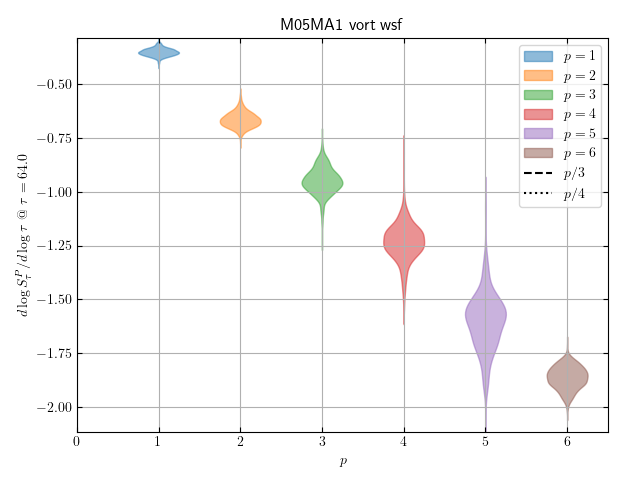 M05MA1 vort wsf
d log S_τ^P / d log τ @ τ = 64.0
−0.50
−0.75
−1.00
−1.25
−1.50
−1.75
−2.00
p = 1
p = 2
p = 3
p = 4
p = 5
p = 6
p/3
p/4
0 1 2 3 4 5 6
p